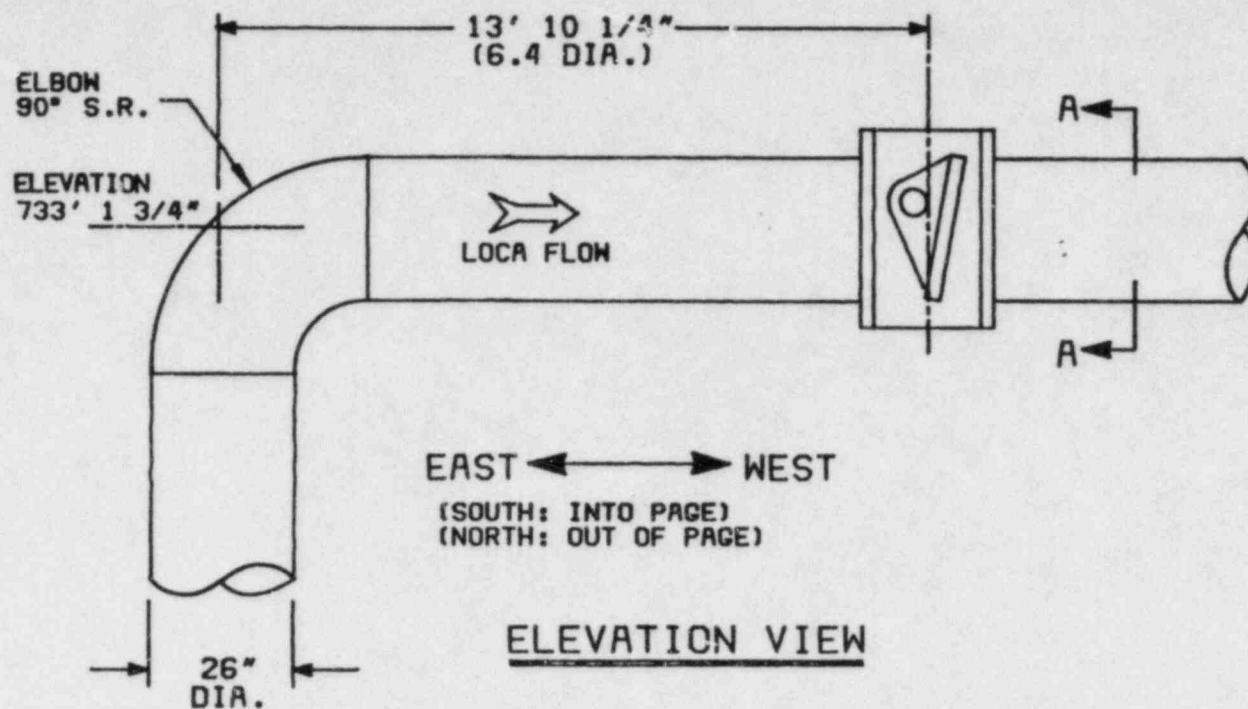 13' 10 1/4"
(6.4 DIA.)
ELBOW
90° S.R.
A
ELEVATION
733' 1 3/4"
LOCA FLOW
A
EAST WEST
(SOUTH: INTO PAGE)
(NORTH: OUT OF PAGE)
ELEVATION VIEW
26"
DIA.